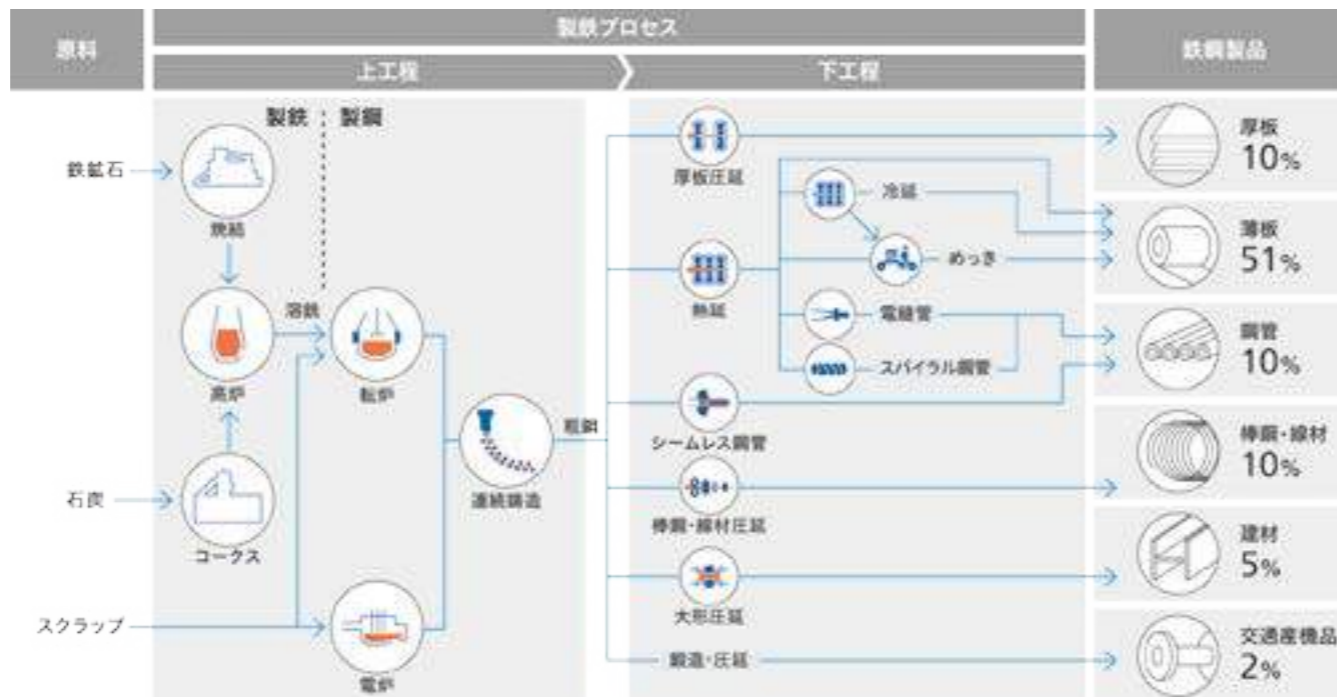 原料
製鉄プロセス
上工程
下工程
鉄鋼製品
製鉄
製鋼
鉄鉱石
焼結
溶銑
高炉
転炉
石炭
コークス
スクラップ
電炉
連続鋳造
粗鋼
厚板圧延
冷延
めっき
熱延
電縫管
スパイラル鋼管
シームレス鋼管
棒鋼・線材圧延
大形圧延
鍛造・圧延
厚板
10%
薄板
51%
鋼管
10%
棒鋼・線材
10%
建材
5%
交通産機品
2%